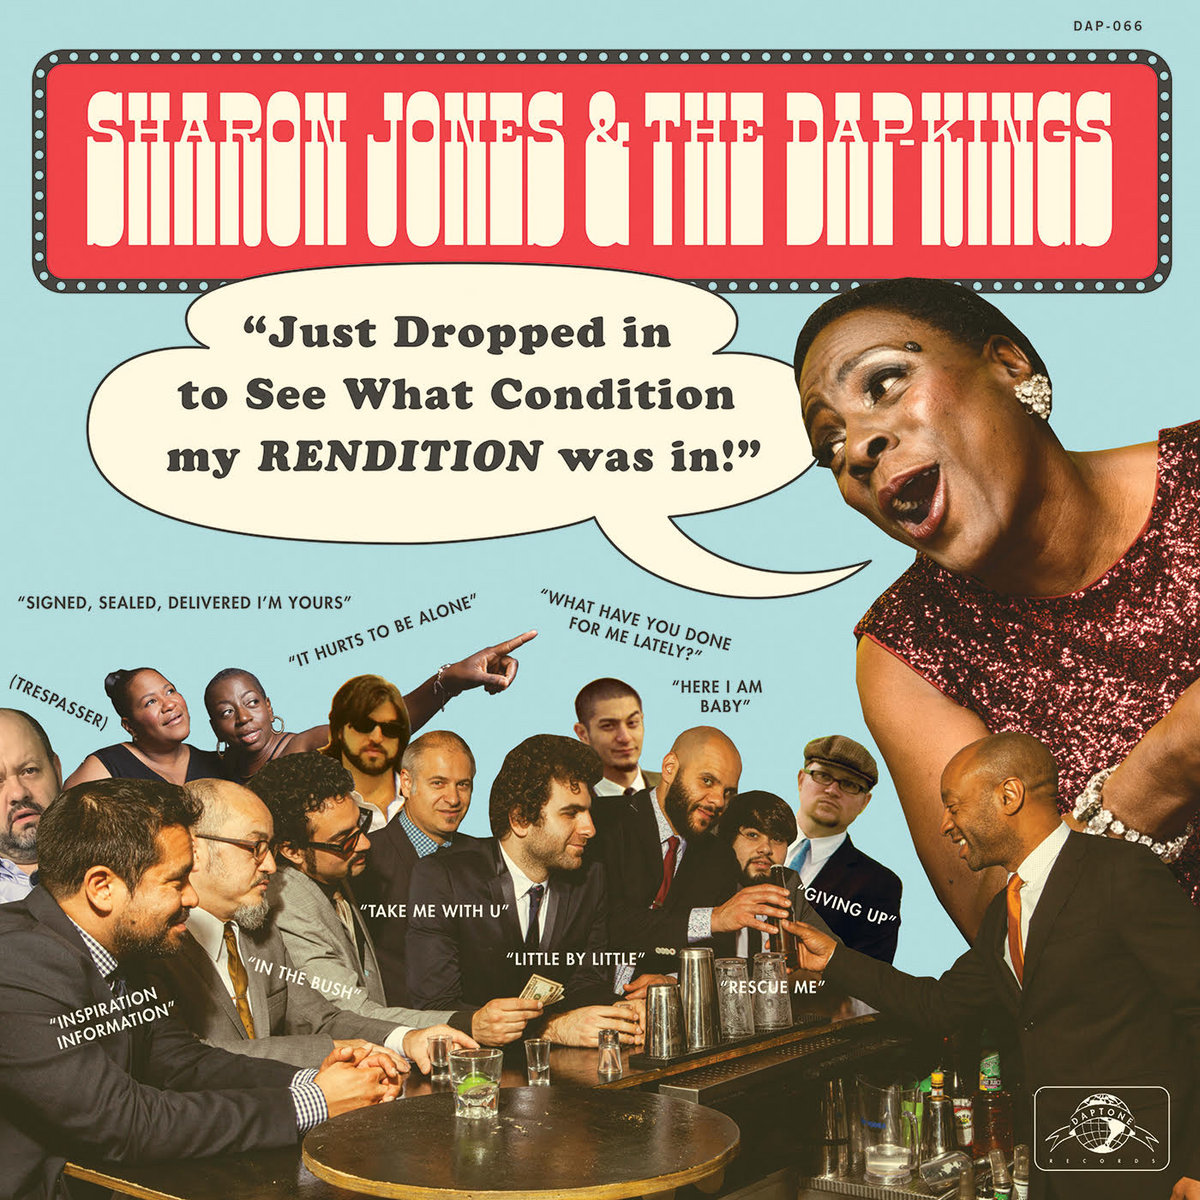 DAP-066
SHARON JONES & THE DAP-KINGS
“Just Dropped in
to See What Condition
my RENDITION was in!”
“SIGNED, SEALED, DELIVERED I’M YOURS”
“IT HURTS TO BE ALONE”
“WHAT HAVE YOU DONE
FOR ME LATELY?”
(TRESPASSER)
“HERE I AM
BABY”
“TAKE ME WITH U”
“GIVING UP”
“LITTLE BY LITTLE”
“IN THE BUSH”
“RESCUE ME”
“INSPIRATION
INFORMATION”
DAPTONE
RECORDS